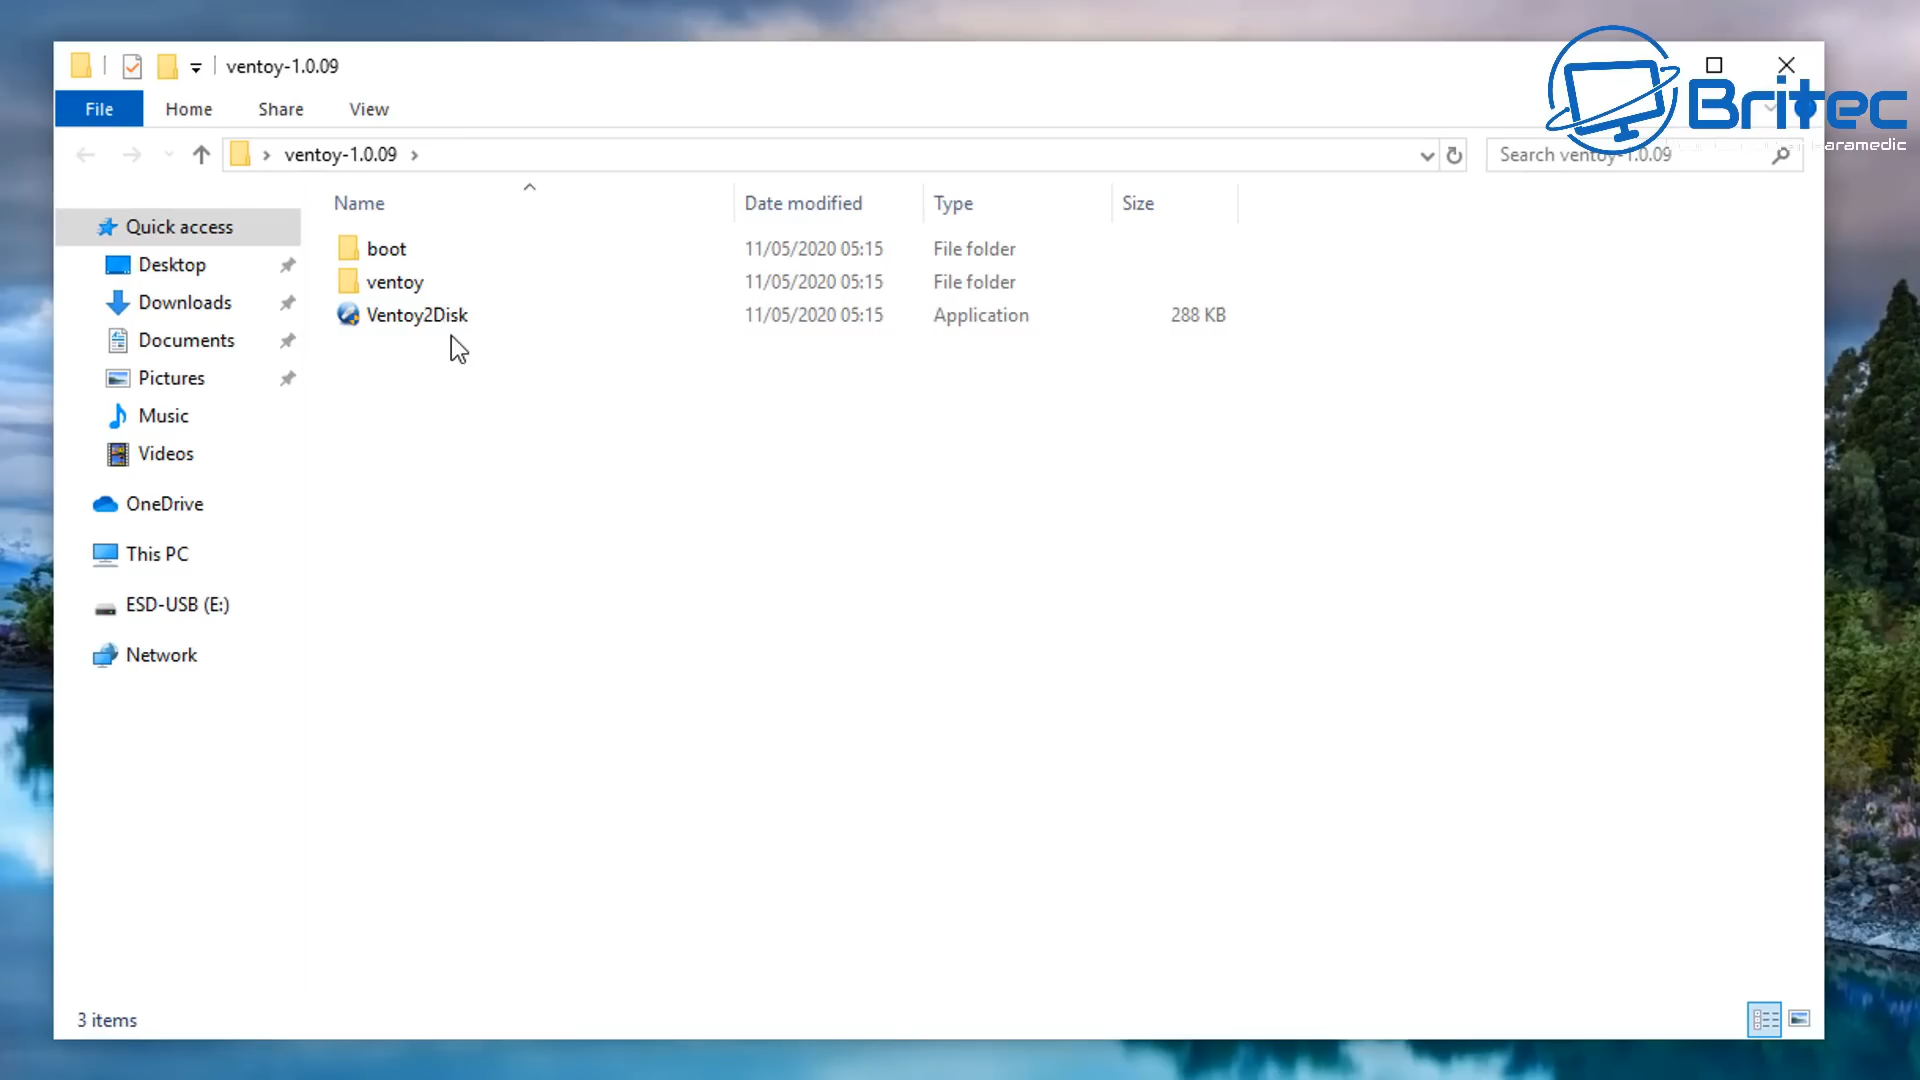 ventoy-1.0.09
Britec
File Home Share View
ventoy-1.0.09
Search ventoy-1.0.09
aramedic
Name Date modified Type Size
Quick access
Desktop
Downloads
Documents
Pictures
Music
Videos
OneDrive
This PC
ESD-USB (E:)
Network
boot 11/05/2020 05:15 File folder
ventoy 11/05/2020 05:15 File folder
Ventoy2Disk 11/05/2020 05:15 Application 288 KB
3 items